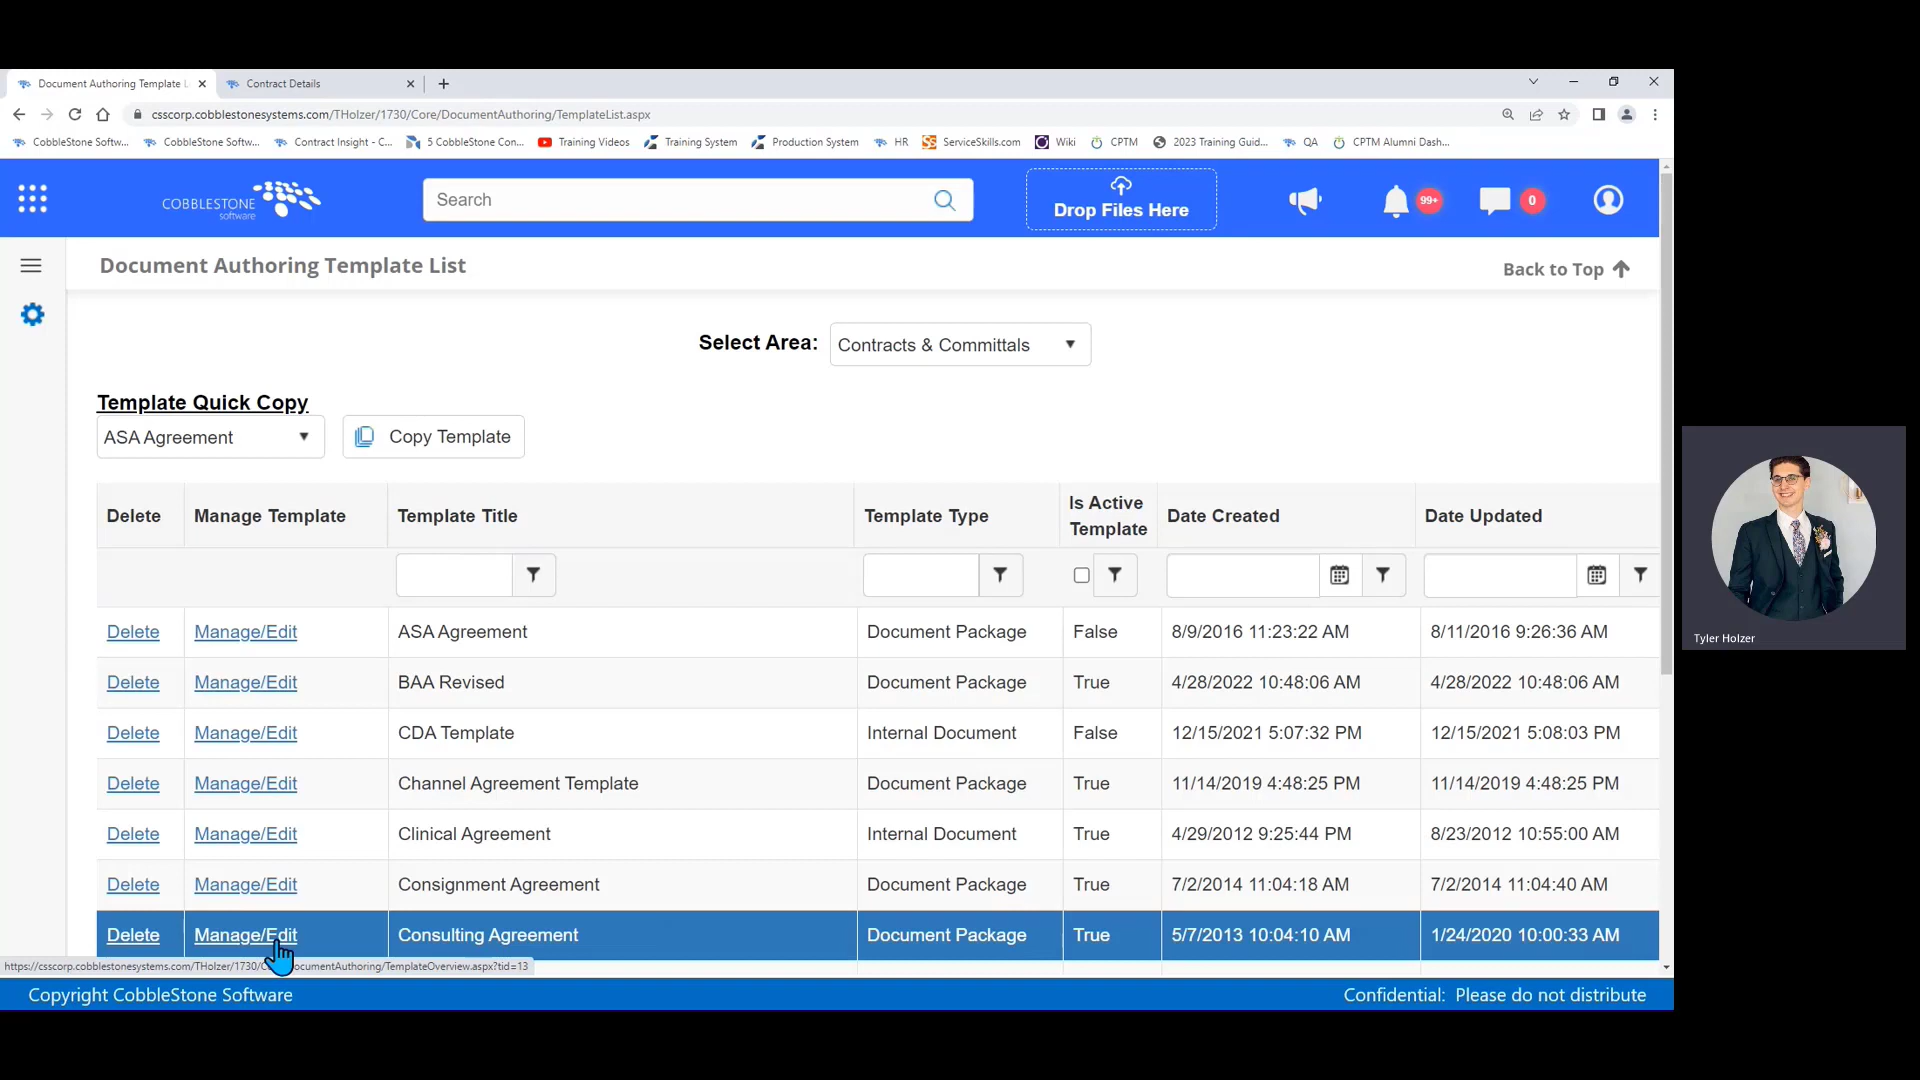 Document Authoring Template L
Contract Details
csscorp.cobblestonesystems.com/THolzer/1730/Core/DocumentAuthoring/TemplateList.aspx
CobbleStone Softw...
CobbleStone Softw...
Contract Insight - C...
5 CobbleStone Con...
Training Videos
Training System
Production System
HR
ServiceSkills.com
Wiki
CPTM
2023 Training Guid...
QA
CPTM Alumni Dash...
COBBLESTONE
software
Search
Drop Files Here
99+
0
Document Authoring Template List
Back to Top
Select Area: Contracts & Committals
Template Quick Copy
ASA Agreement
Copy Template
Delete Manage Template Template Title Template Type Is Active Template Date Created Date Updated
Delete Manage/Edit ASA Agreement Document Package False 8/9/2016 11:23:22 AM 8/11/2016 9:26:36 AM
Delete Manage/Edit BAA Revised Document Package True 4/28/2022 10:48:06 AM 4/28/2022 10:48:06 AM
Delete Manage/Edit CDA Template Internal Document False 12/15/2021 5:07:32 PM 12/15/2021 5:08:03 PM
Delete Manage/Edit Channel Agreement Template Document Package True 11/14/2019 4:48:25 PM 11/14/2019 4:48:25 PM
Delete Manage/Edit Clinical Agreement Internal Document True 4/29/2012 9:25:44 PM 8/23/2012 10:55:00 AM
Delete Manage/Edit Consignment Agreement Document Package True 7/2/2014 11:04:18 AM 7/2/2014 11:04:40 AM
Delete Manage/Edit Consulting Agreement Document Package True 5/7/2013 10:04:10 AM 1/24/2020 10:00:33 AM
https://csscorp.cobblestonesystems.com/THolzer/1730/C ocumentAuthoring/TemplateOverview.aspx?tid=13
Copyright CobbleStone Software
Confidential: Please do not distribute
Tyler Holzer